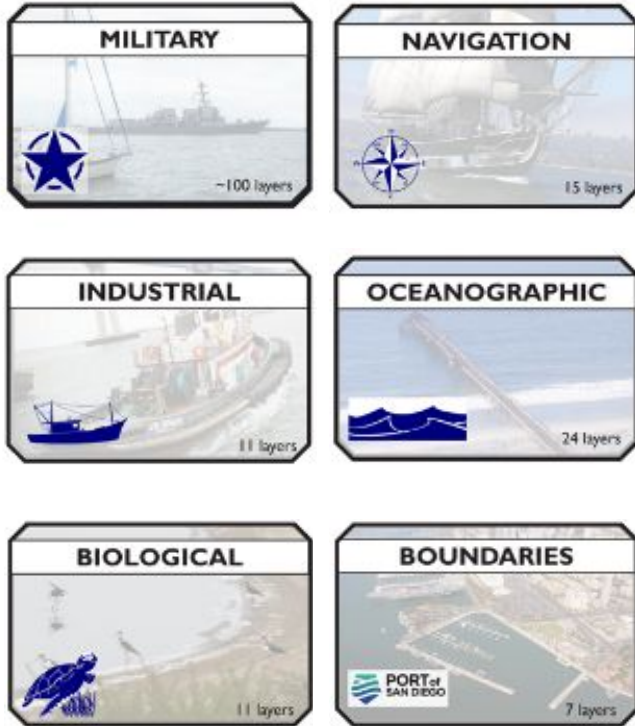 MILITARY
~100 layers
NAVIGATION
15 layers
INDUSTRIAL
11 layers
OCEANOGRAPHIC
24 layers
BIOLOGICAL
11 layers
BOUNDARIES
PORT of
SAN DIEGO
7 layers